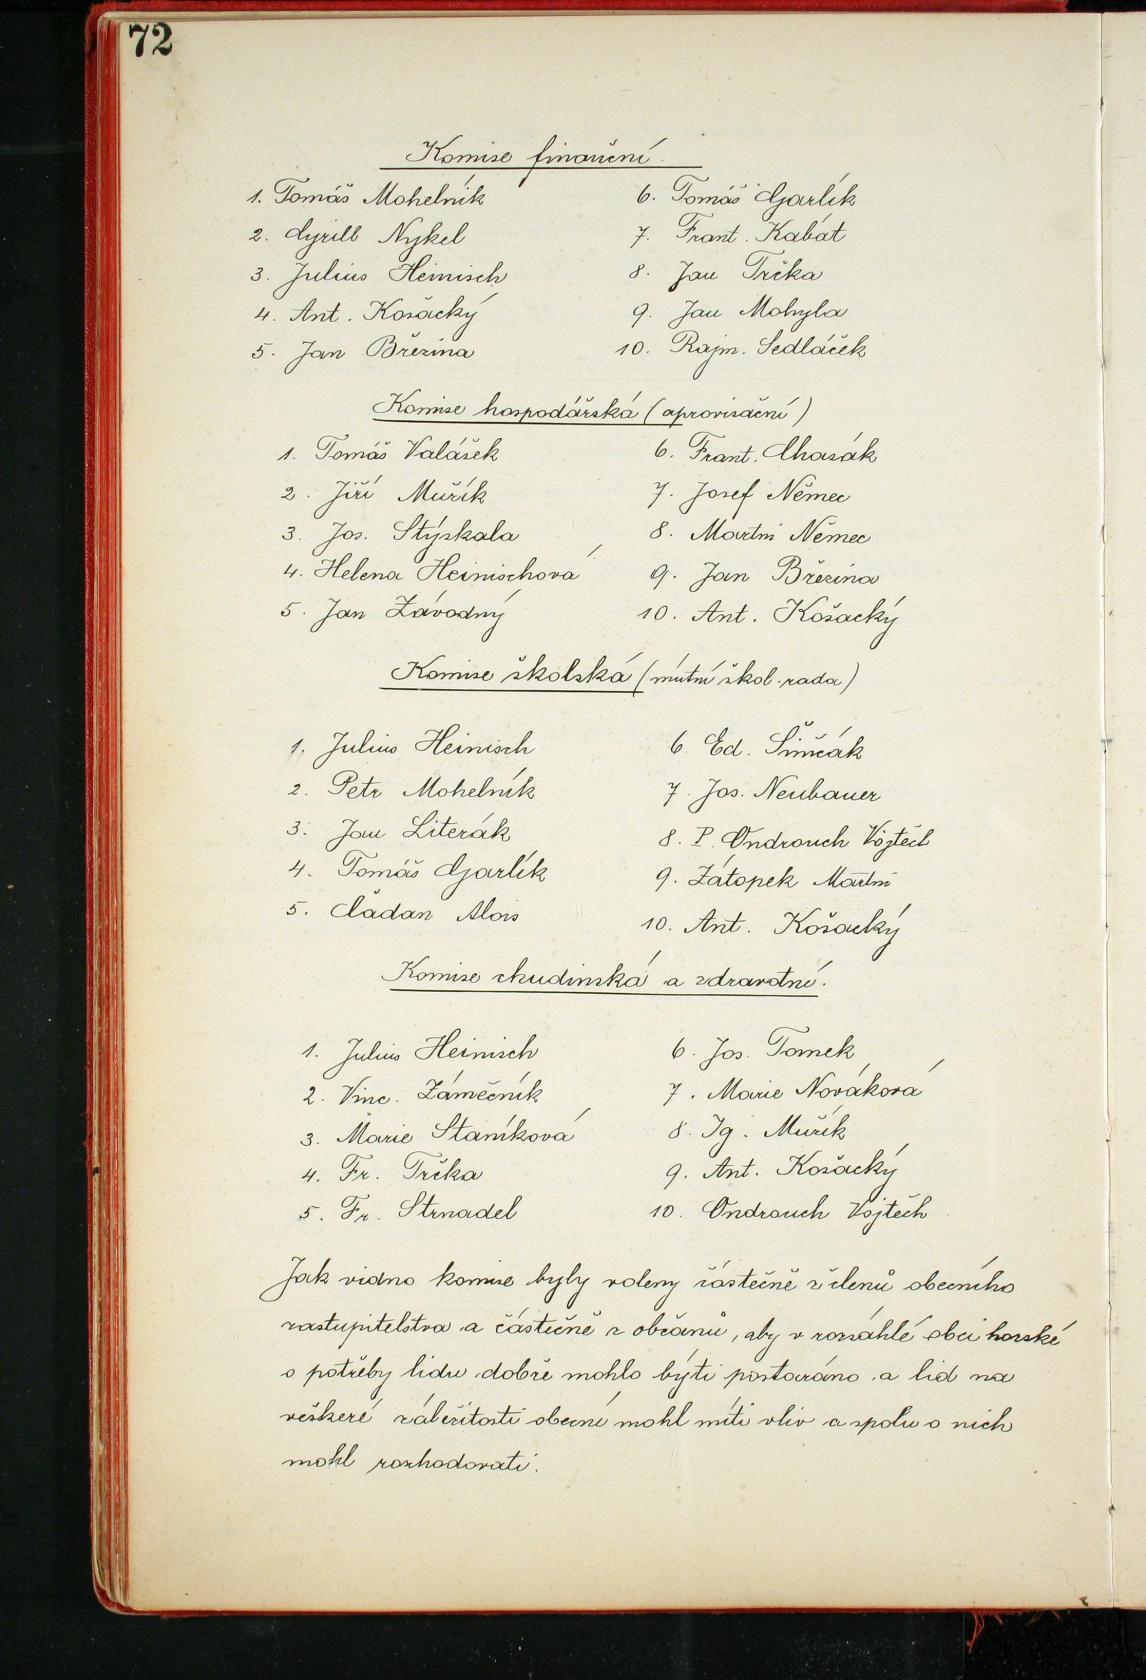 72
Komise finanční.
1. Tomáš Mohelník
2. Cyrill Nykel
3. Julius Heinisch
4. Ant. Košacký
5. Jan Březina
6. Tomáš Garlík
7. Frant. Kabát
8. Jan Trčka
9. Jan Mohyla
10. Rajm. Sedláček
Komise hospodářská (aprovisační)
1. Tomáš Valášek
2. Jiří Mužík
3. Jos. Stýskala
4. Helena Heinischová
5. Jan Závodný
6. Frant. Chasák
7. Josef Němec
8. Martin Němec
9. Jan Březina
10. Ant. Košacký
Komise školská (místní škol. rada)
1. Julius Heinisch
2. Petr Mohelník
3. Jan Literák
4. Tomáš Garlík
5. Čadan Alois
6. Ed. Šimčák
7. Jos. Neubauer
8. P. Ondrouch Vojtěch
9. Zátopek Martin
10. Ant. Košacký
Komise chudinská a zdravotní.
1. Julius Heinisch
2. Vinc. Zámečník
3. Marie Staníková
4. Fr. Trčka
5. Fr. Strnadel
6. Jos. Tomek
7. Marie Nováková
8. Ig. Mužík
9. Ant. Košacký
10. Ondrouch Vojtěch
Jak vidno komise byly voleny částečně z členů obecního
zastupitelstva a částečně z občanů, aby v rozsáhlé obci horské
o potřeby lidu dobře mohlo býti postaráno a lid na
veškeré záležitosti obecní mohl míti vliv a spolu o nich
mohl rozhodovati.